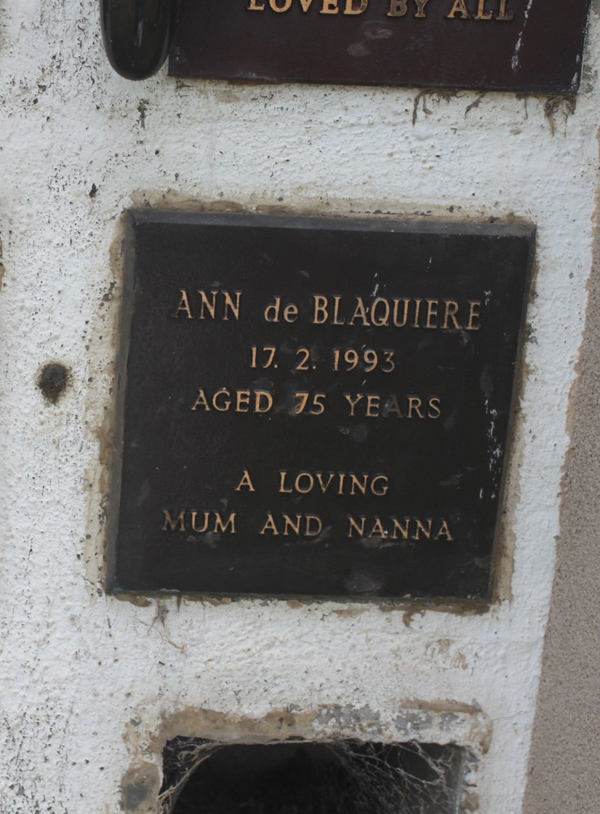 LOVED BY ALL
ANN de BLAQUIERE
17. 2. 1993
AGED 75 YEARS
A LOVING
MUM AND NANNA